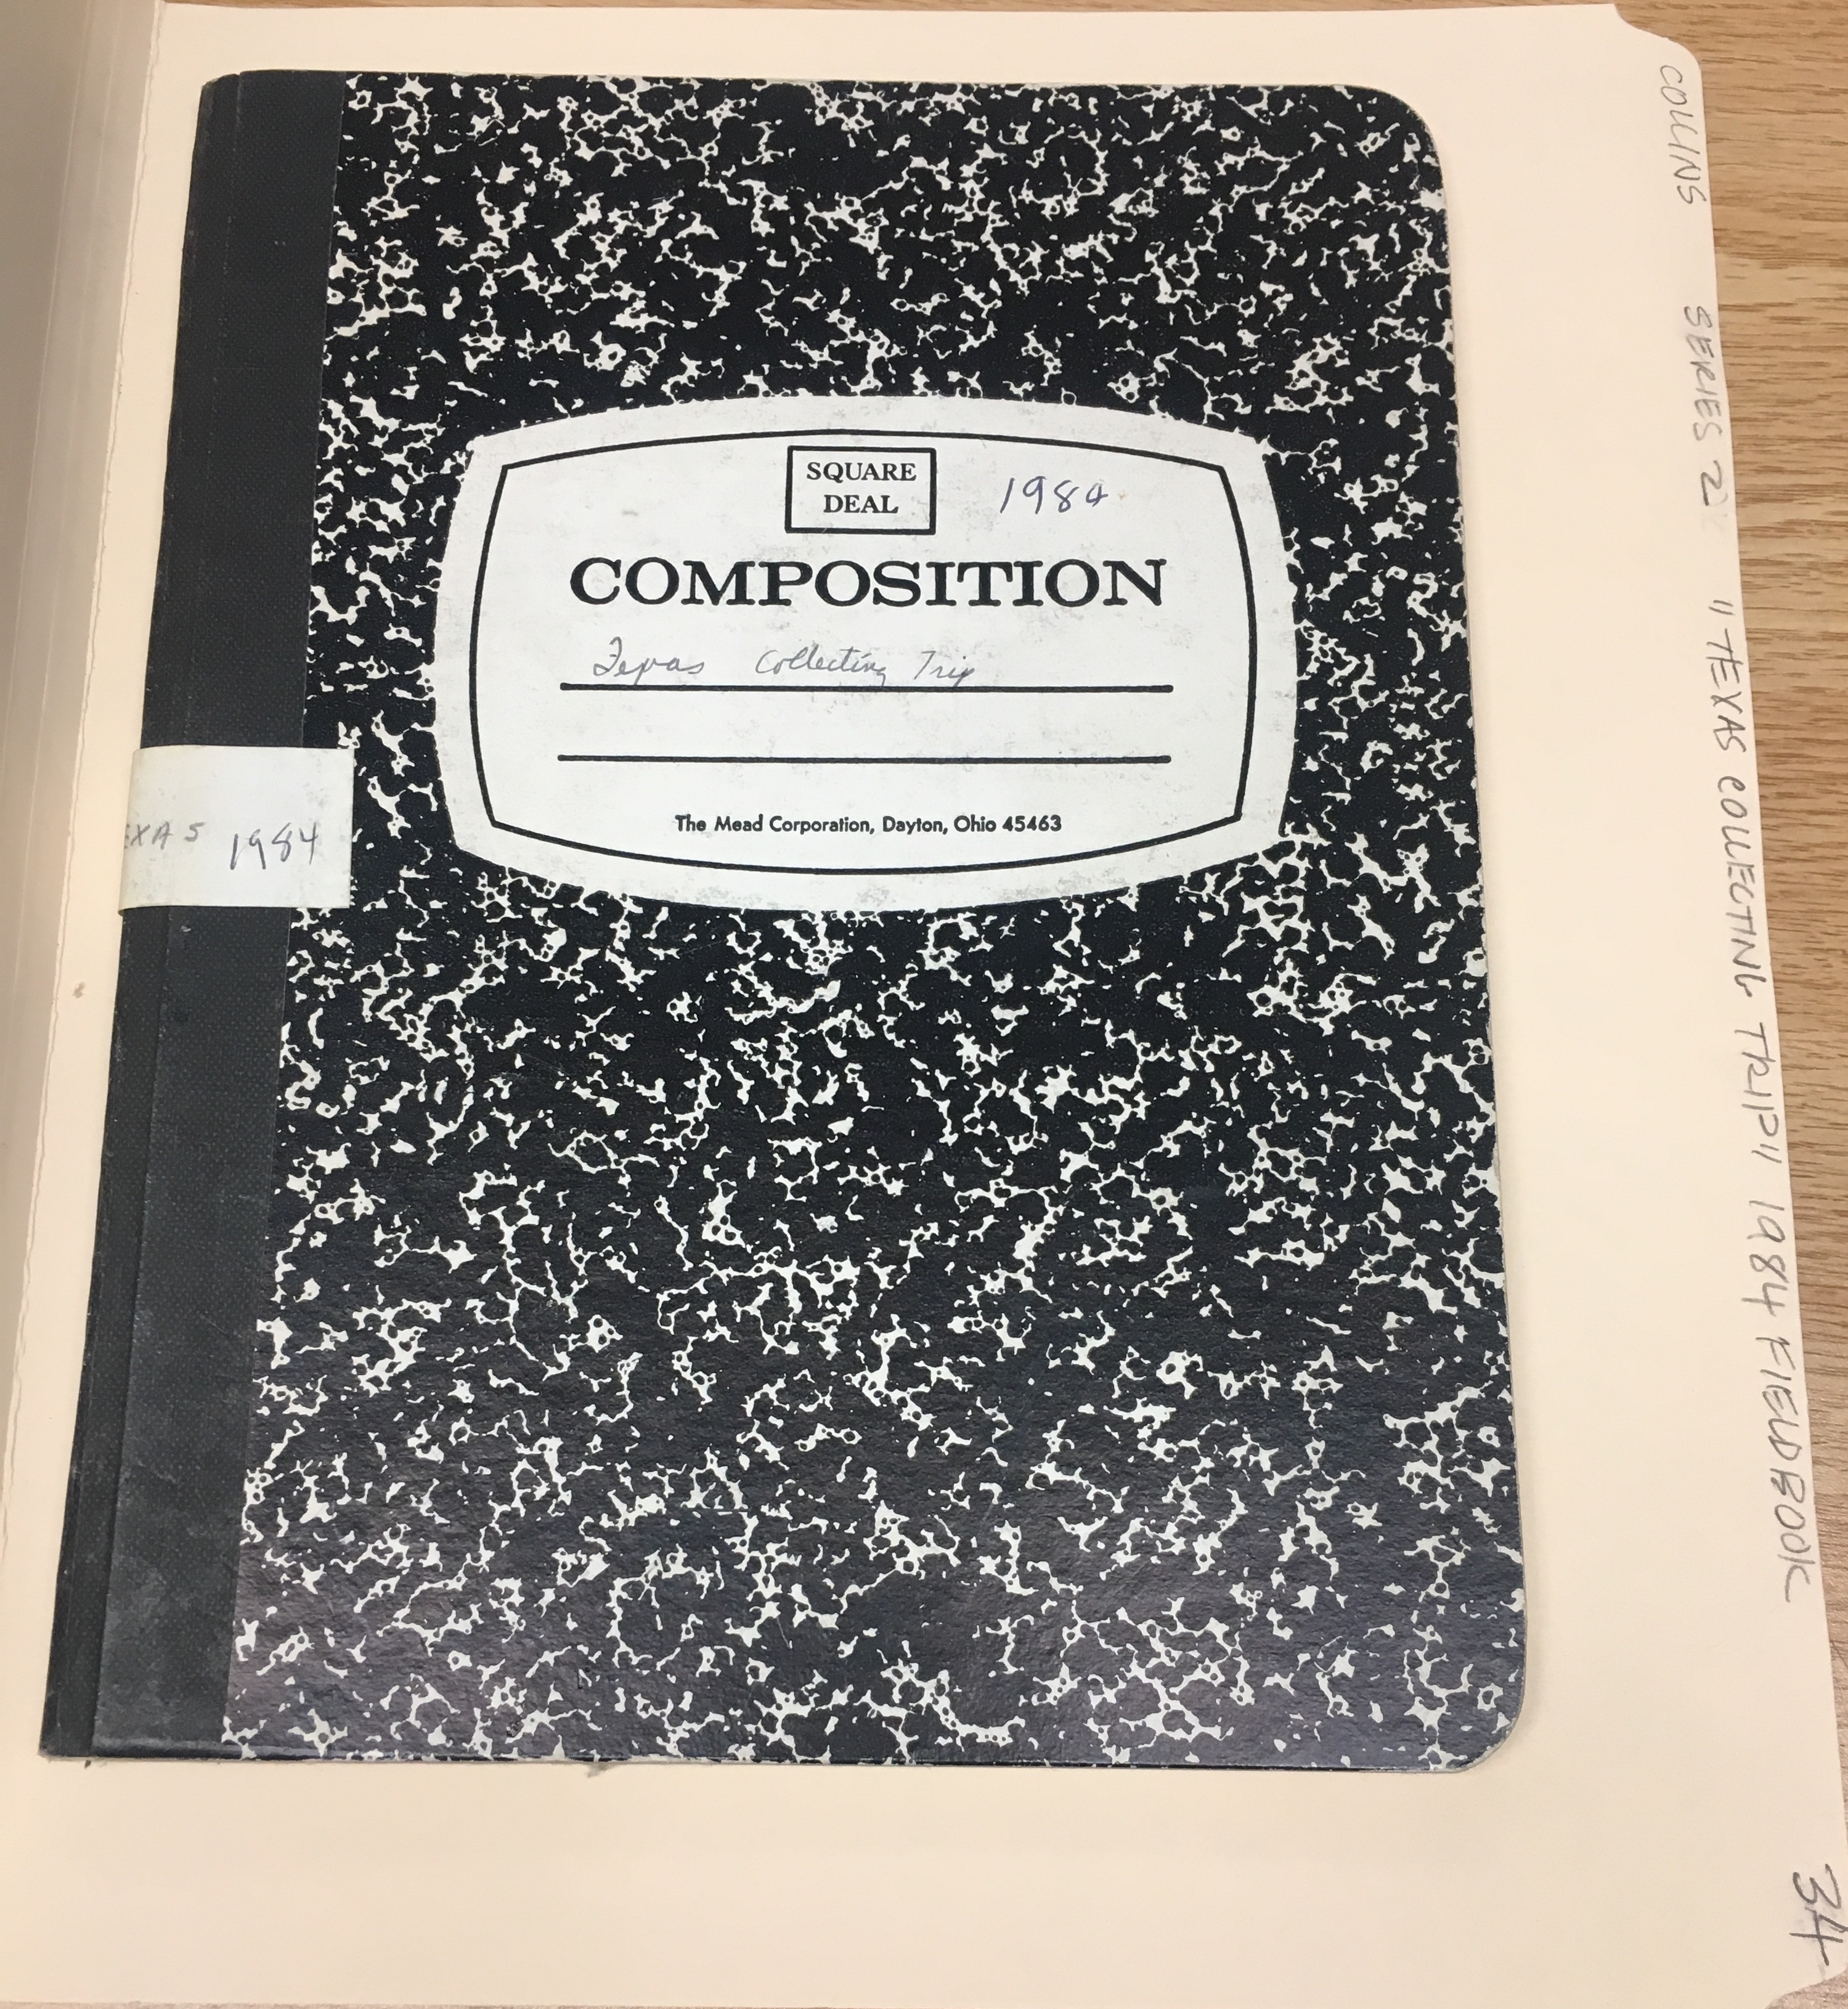 SQUARE
DEAL
1984
COMPOSITION
Texas Collecting Trip
The Mead Corporation, Dayton, Ohio 45463
EXAS 1984
COLLINS SERIES 2 "TEXAS COLLECTING TRIP" 1984 FIELDBOOK 34